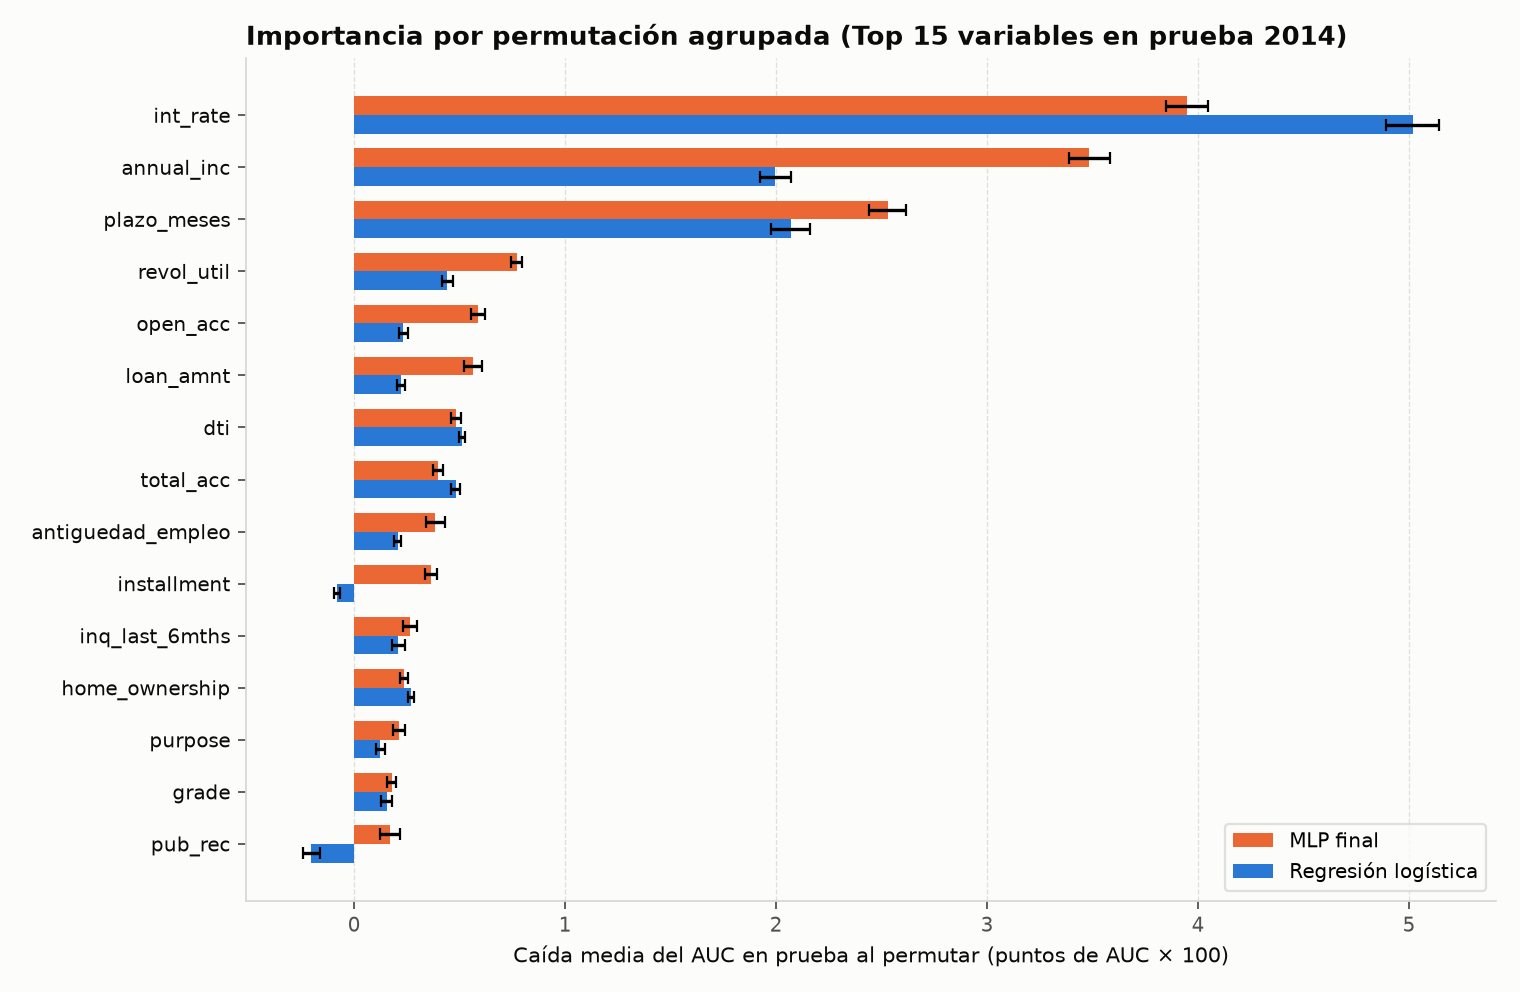 Importancia por permutación agrupada (Top 15 variables en prueba 2014)
int_rate
annual_inc
plazo_meses
revol_util
open_acc
loan_amnt
dti
total_acc
antiguedad_empleo
installment
inq_last_6mths
home_ownership
purpose
grade
pub_rec
MLP final
Regresión logística
0 1 2 3 4 5
Caída media del AUC en prueba al permutar (puntos de AUC × 100)